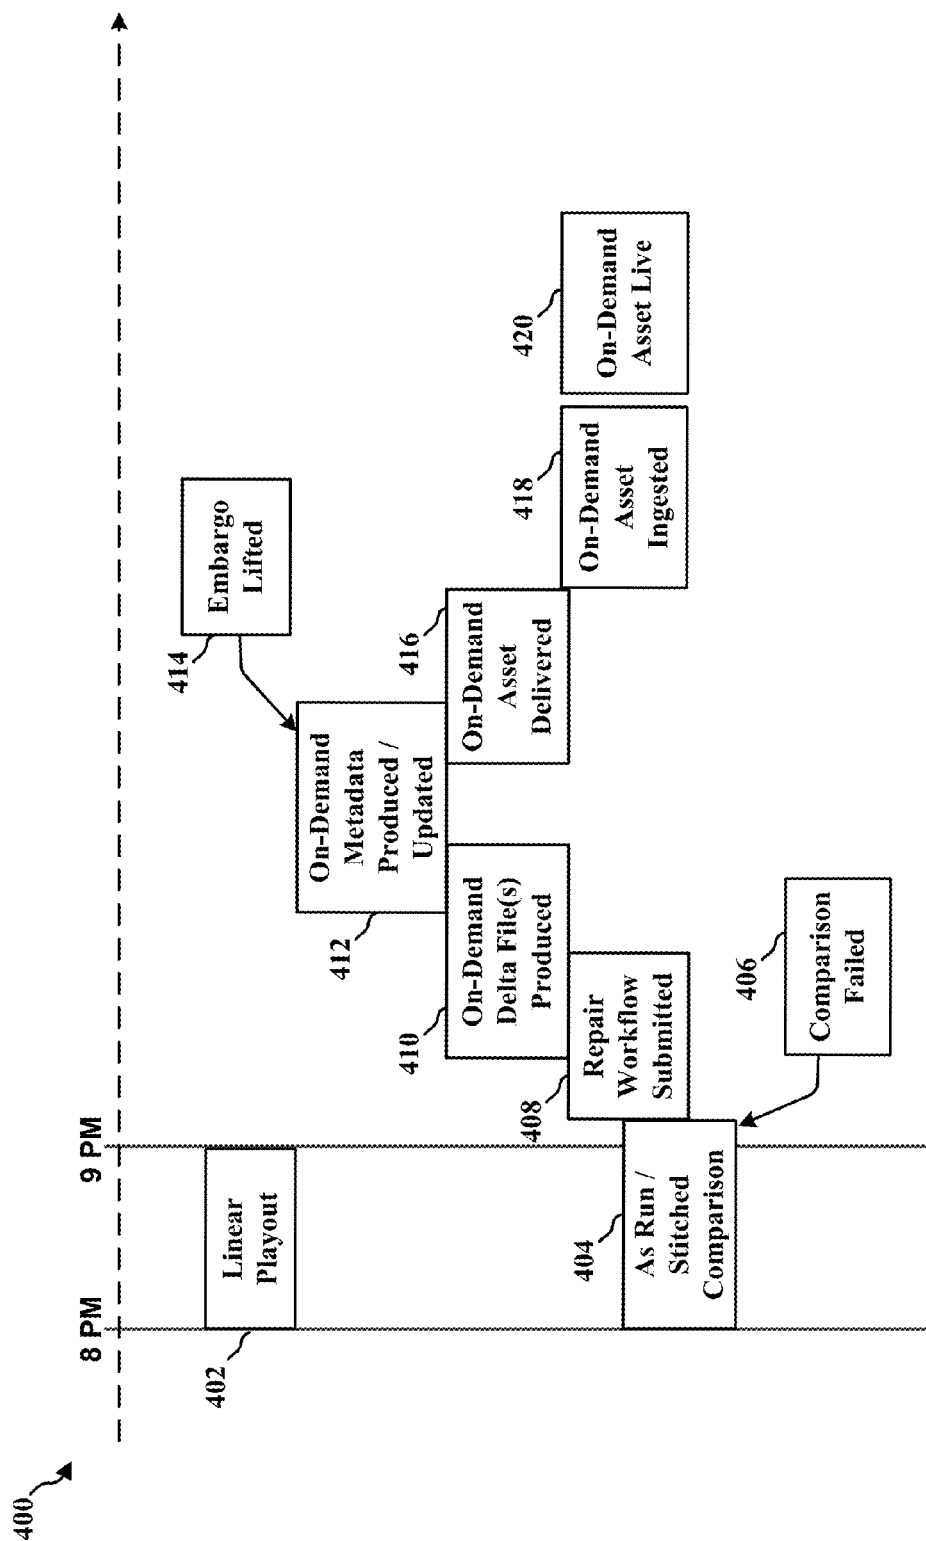 400
8 PM
9 PM
402
Linear
Playout
404
As Run /
Stitched
Comparison
406
Comparison
Failed
408
Repair
Workflow
Submitted
410
On-Demand
Delta File(s)
Produced
412
On-Demand
Metadata
Produced /
Updated
414
Embargo
Lifted
416
On-Demand
Asset
Delivered
418
On-Demand
Asset
Ingested
420
On-Demand
Asset Live